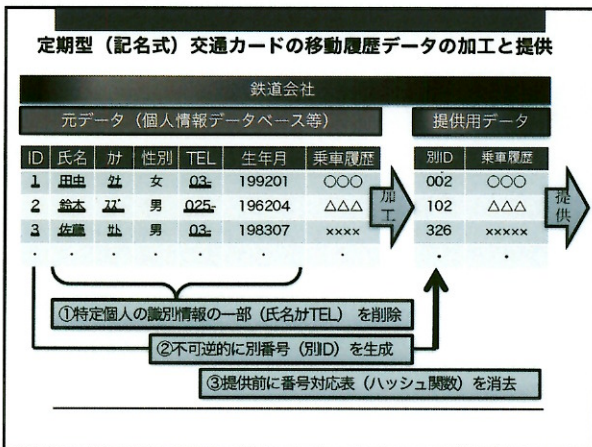 定期型（記名式）交通カードの移動履歴データの加工と提供
鉄道会社
元データ（個人情報データベース等）
提供用データ
ID 氏名 ｶﾅ 性別 TEL 生年月 乗車履歴
別ID 乗車履歴
1 田中 ﾀﾅ 女 03- 199201 ○○○
002 ○○○
2 鈴木 ｽｽﾞ 男 025- 196204 △△△
102 △△△
3 佐藤 ｻﾄ 男 03- 198307 ××××
326 ×××××
・ ・ ・ ・
・ ・
加工
提供
①特定個人の識別情報の一部（氏名ｶﾅTEL）を削除
②不可逆的に別番号（別ID）を生成
③提供前に番号対応表（ハッシュ関数）を消去